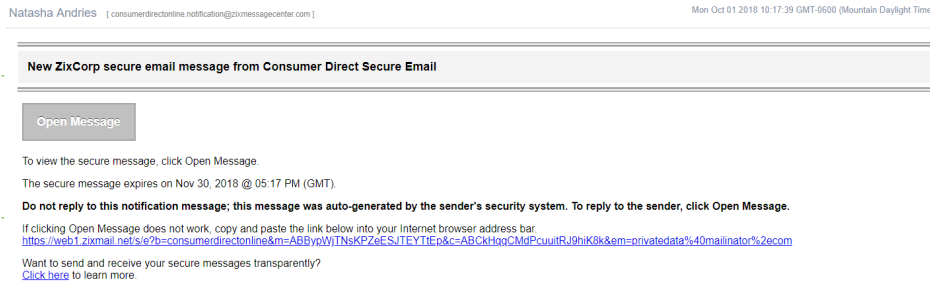 Natasha Andries [ consumerdirectonline.notification@zixmessagecenter.com ] Mon Oct 01 2018 10:17:39 GMT-0600 (Mountain Daylight Time
New ZixCorp secure email message from Consumer Direct Secure Email
Open Message
To view the secure message, click Open Message.
The secure message expires on Nov 30, 2018 @ 05:17 PM (GMT).
Do not reply to this notification message; this message was auto-generated by the sender's security system. To reply to the sender, click Open Message.
If clicking Open Message does not work, copy and paste the link below into your Internet browser address bar.
https://web1.zixmail.net/s/e?b=consumerdirectonline&m=ABBypWjTNsKPZeESJTEYTtEp&c=ABCkHqqCMdPcuuitRJ9hiK8k&em=privatedata%40mailinator%2ecom
Want to send and receive your secure messages transparently?
Click here to learn more.